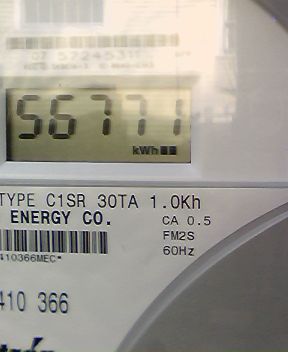 56771
kWh
TYPE C1SR 30TA 1.0Kh
ENERGY CO.
CA 0.5
FM2S
60Hz
410366MEC*
410 366